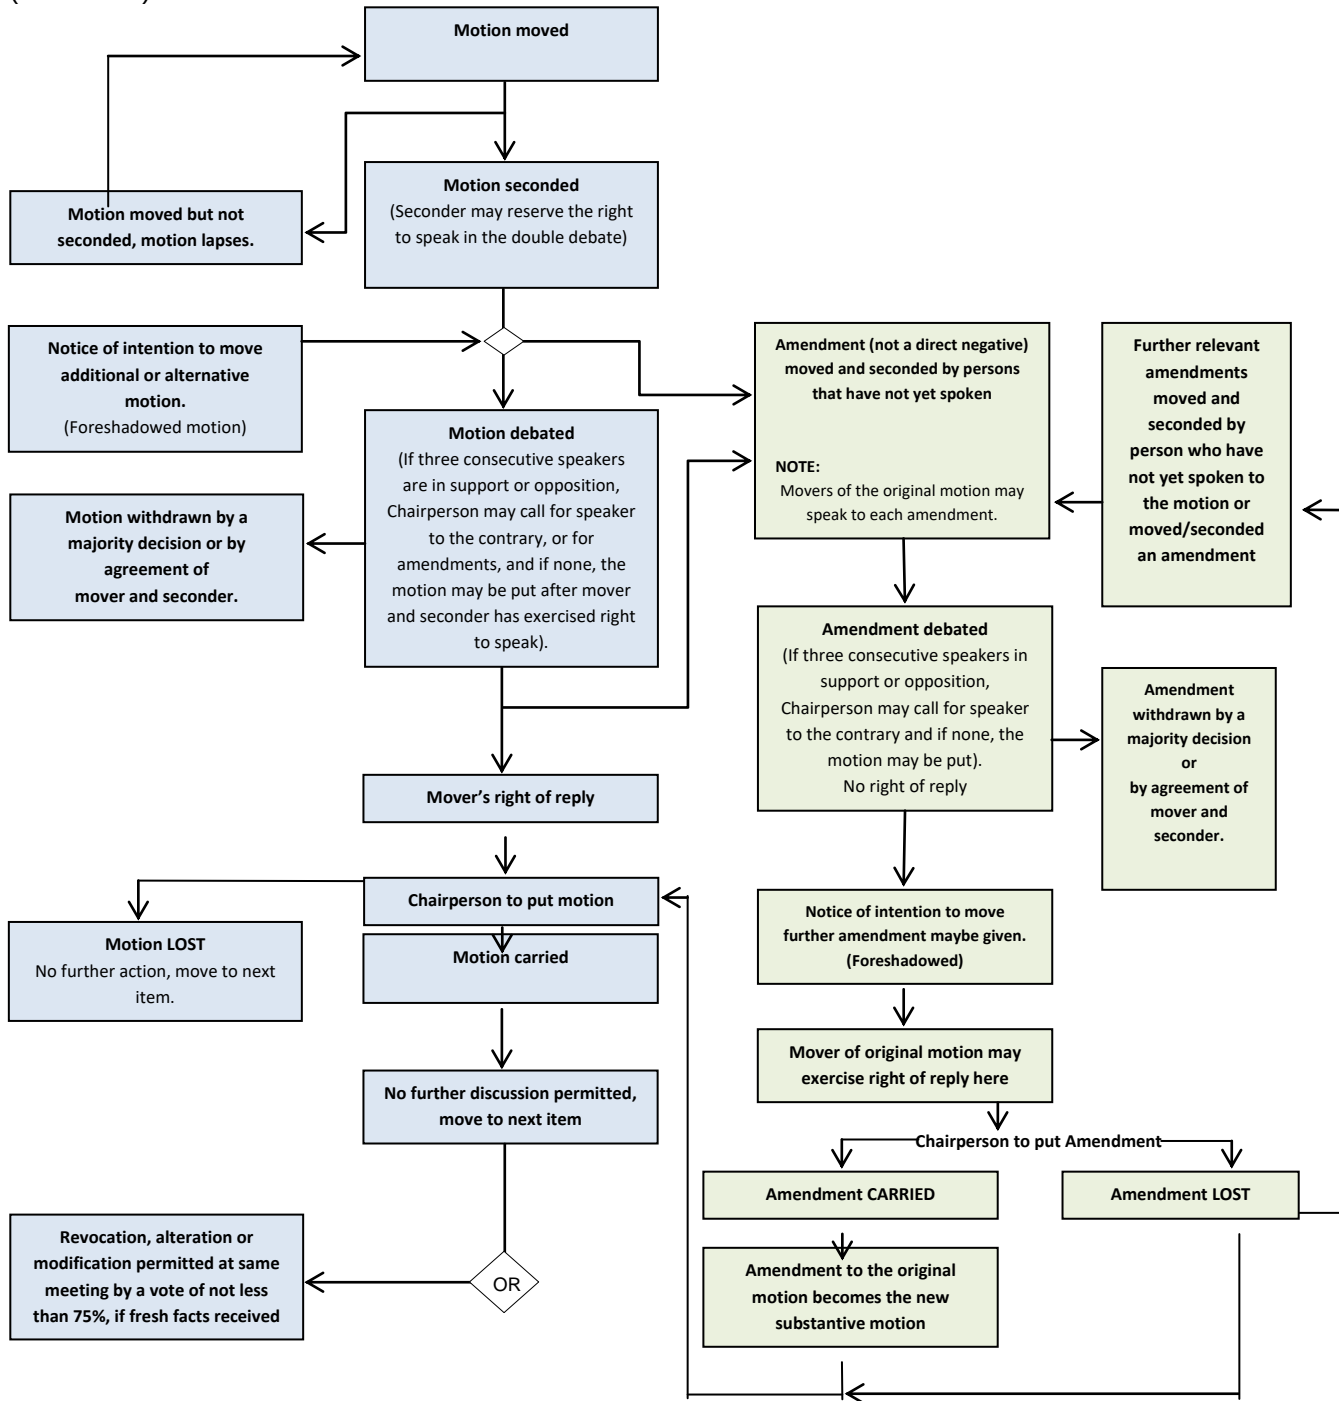 Motion moved
Motion seconded
(Seconder may reserve the right
to speak in the double debate)
Motion moved but not
seconded, motion lapses.
Notice of intention to move
additional or alternative
motion.
(Foreshadowed motion)
Motion debated
(If three consecutive speakers
are in support or opposition,
Chairperson may call for speaker
to the contrary, or for
amendments, and if none, the
motion may be put after mover
and seconder has exercised right
to speak).
Motion withdrawn by a
majority decision or by
agreement of
mover and seconder.
Mover's right of reply
Chairperson to put motion
Motion LOST
No further action, move to next
item.
Motion carried
No further discussion permitted,
move to next item
OR
Revocation, alteration or
modification permitted at same
meeting by a vote of not less
than 75%, if fresh facts received
Amendment (not a direct negative)
moved and seconded by persons
that have not yet spoken
NOTE:
Movers of the original motion may
speak to each amendment.
Further relevant
amendments
moved and
seconded by
person who have
not yet spoken to
the motion or
moved/seconded
an amendment
Amendment debated
(If three consecutive speakers in
support or opposition,
Chairperson may call for speaker
to the contrary and if none, the
motion may be put).
No right of reply
Amendment
withdrawn by a
majority decision
or
by agreement of
mover and
seconder.
Notice of intention to move
further amendment maybe given.
(Foreshadowed)
Mover of original motion may
exercise right of reply here
Chairperson to put Amendment
Amendment CARRIED
Amendment LOST
Amendment to the original
motion becomes the new
substantive motion